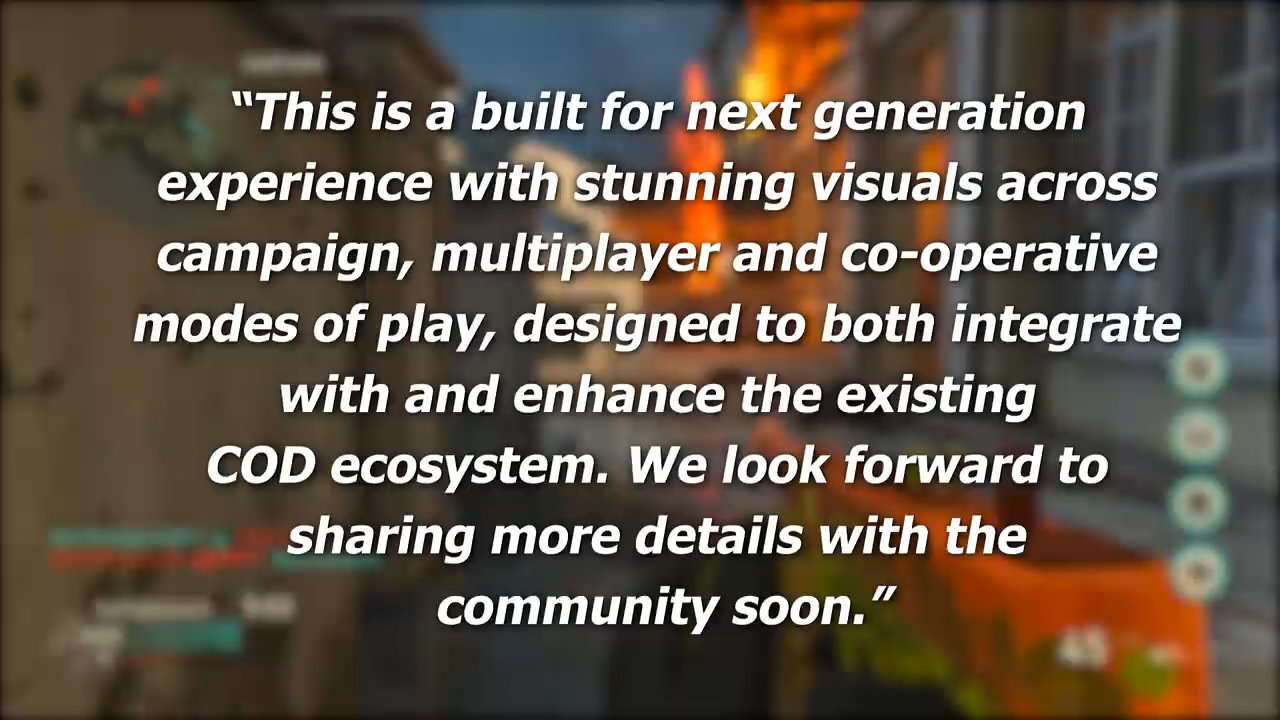 “This is a built for next generation
experience with stunning visuals across
campaign, multiplayer and co-operative
modes of play, designed to both integrate
with and enhance the existing
COD ecosystem. We look forward to
sharing more details with the
community soon.”
45